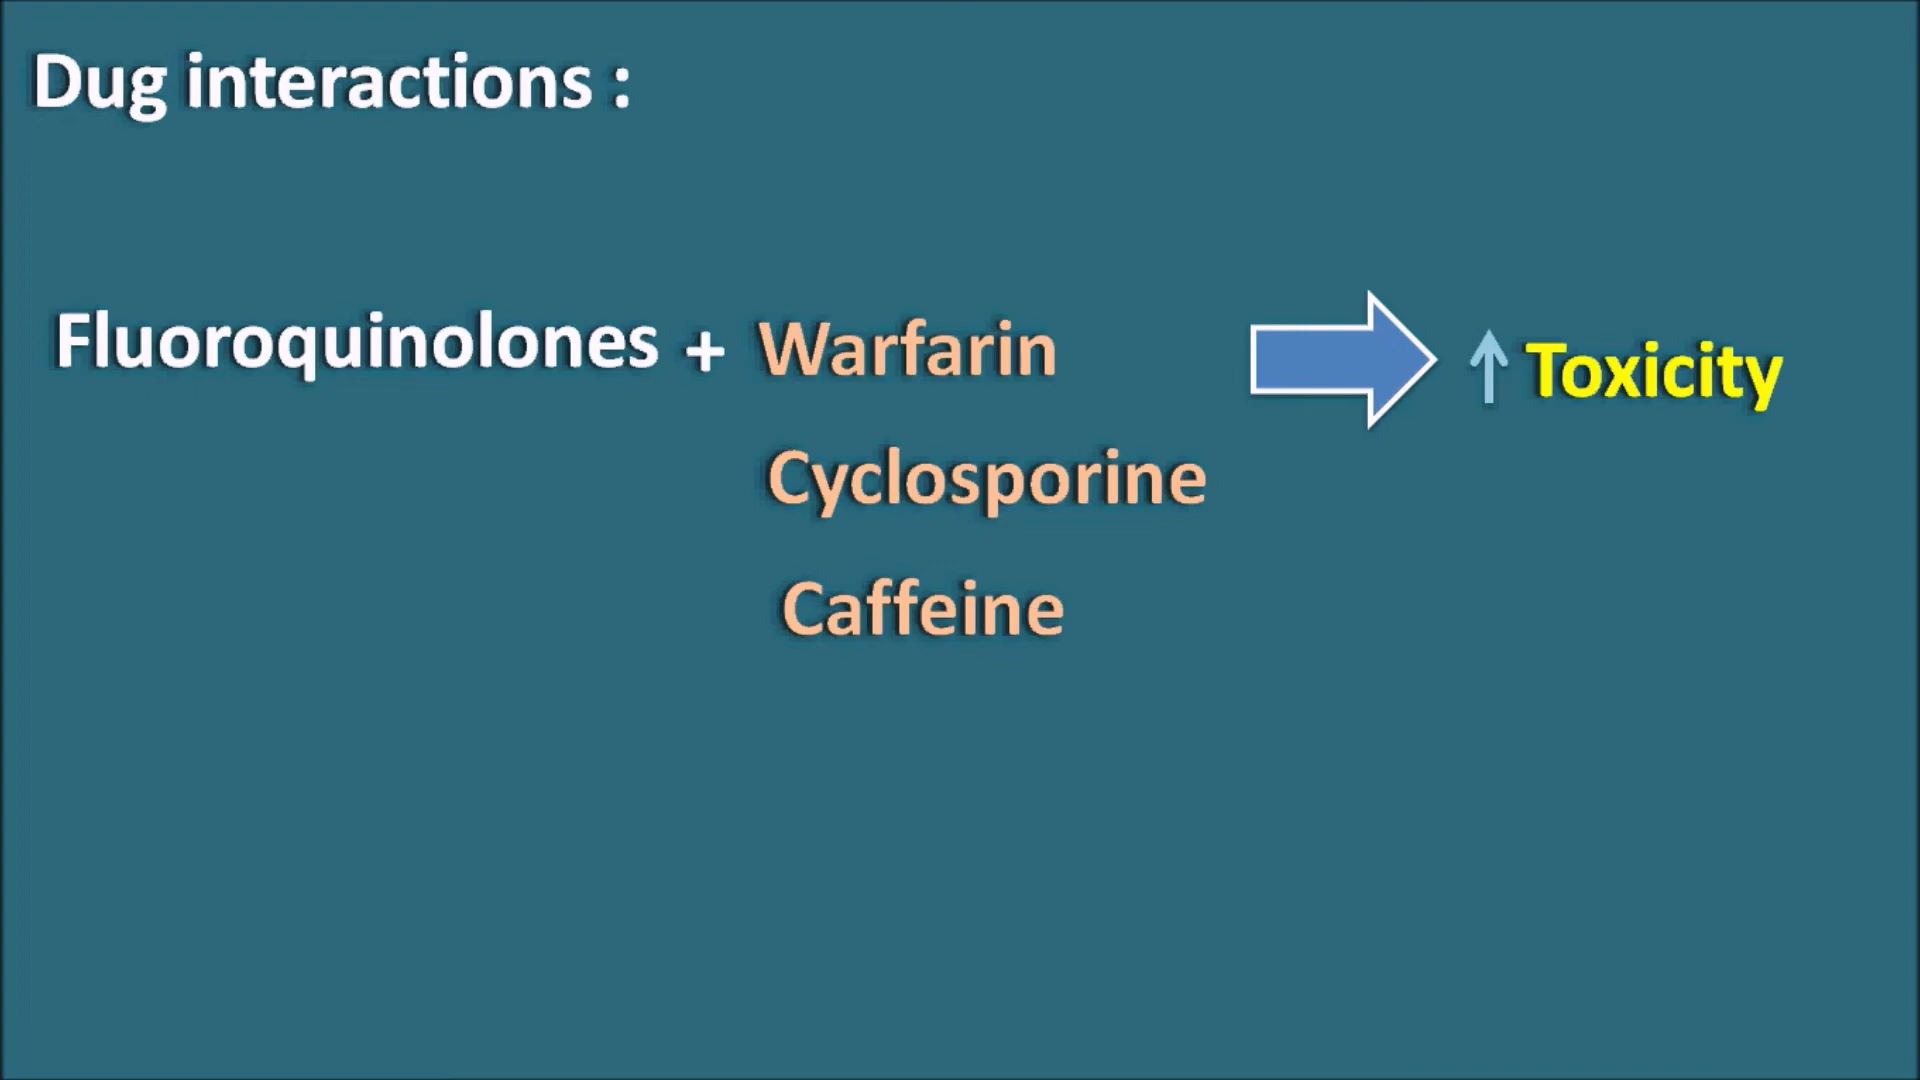 Dug interactions :
Fluoroquinolones + Warfarin ↑ Toxicity
Cyclosporine
Caffeine